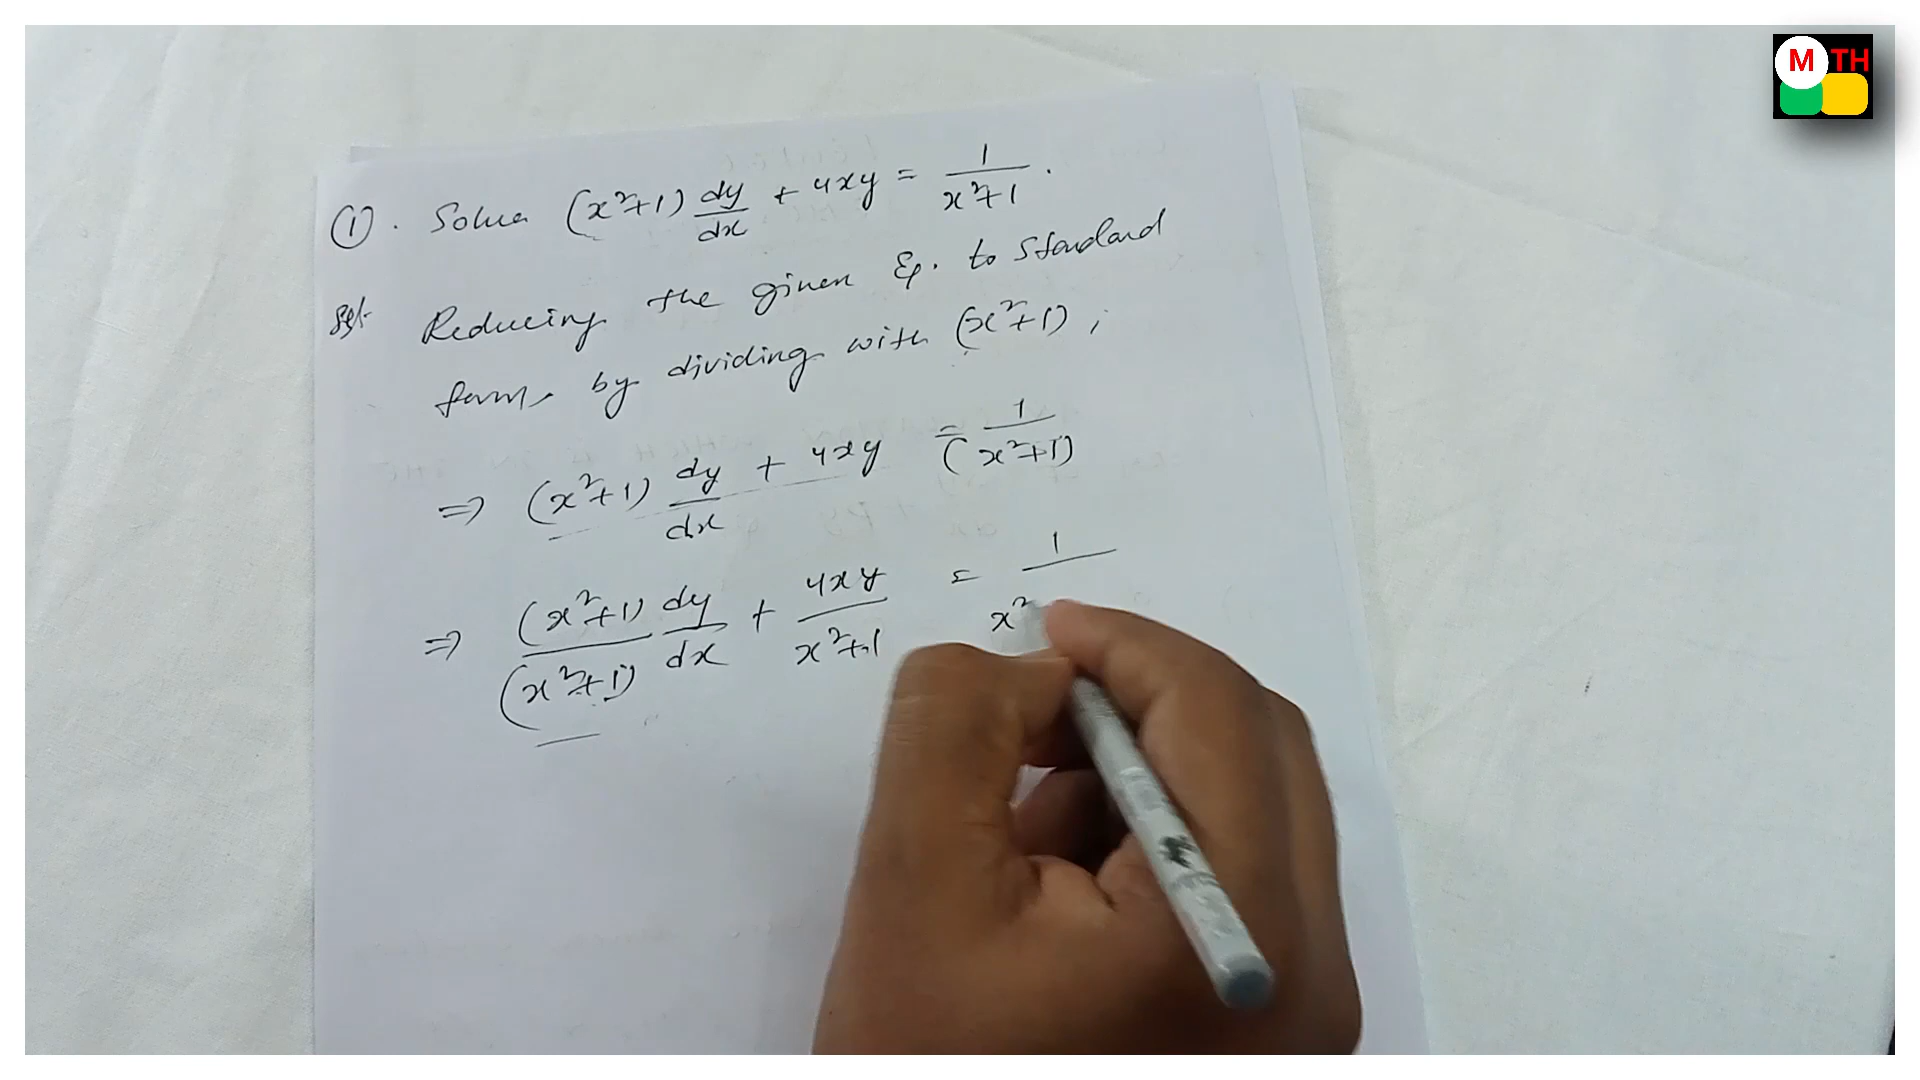 M TH
(1). Solve (x²+1) dy/dx + 4xy = 1/(x²+1).
Sol:- Reducing the given Eq. to Standard
form by dividing with (x²+1),
⇒ (x²+1) dy/dx + 4xy = 1/(x²+1)
⇒ (x²+1)/(x²+1) dy/dx + 4xy/(x²+1) = 1/x²